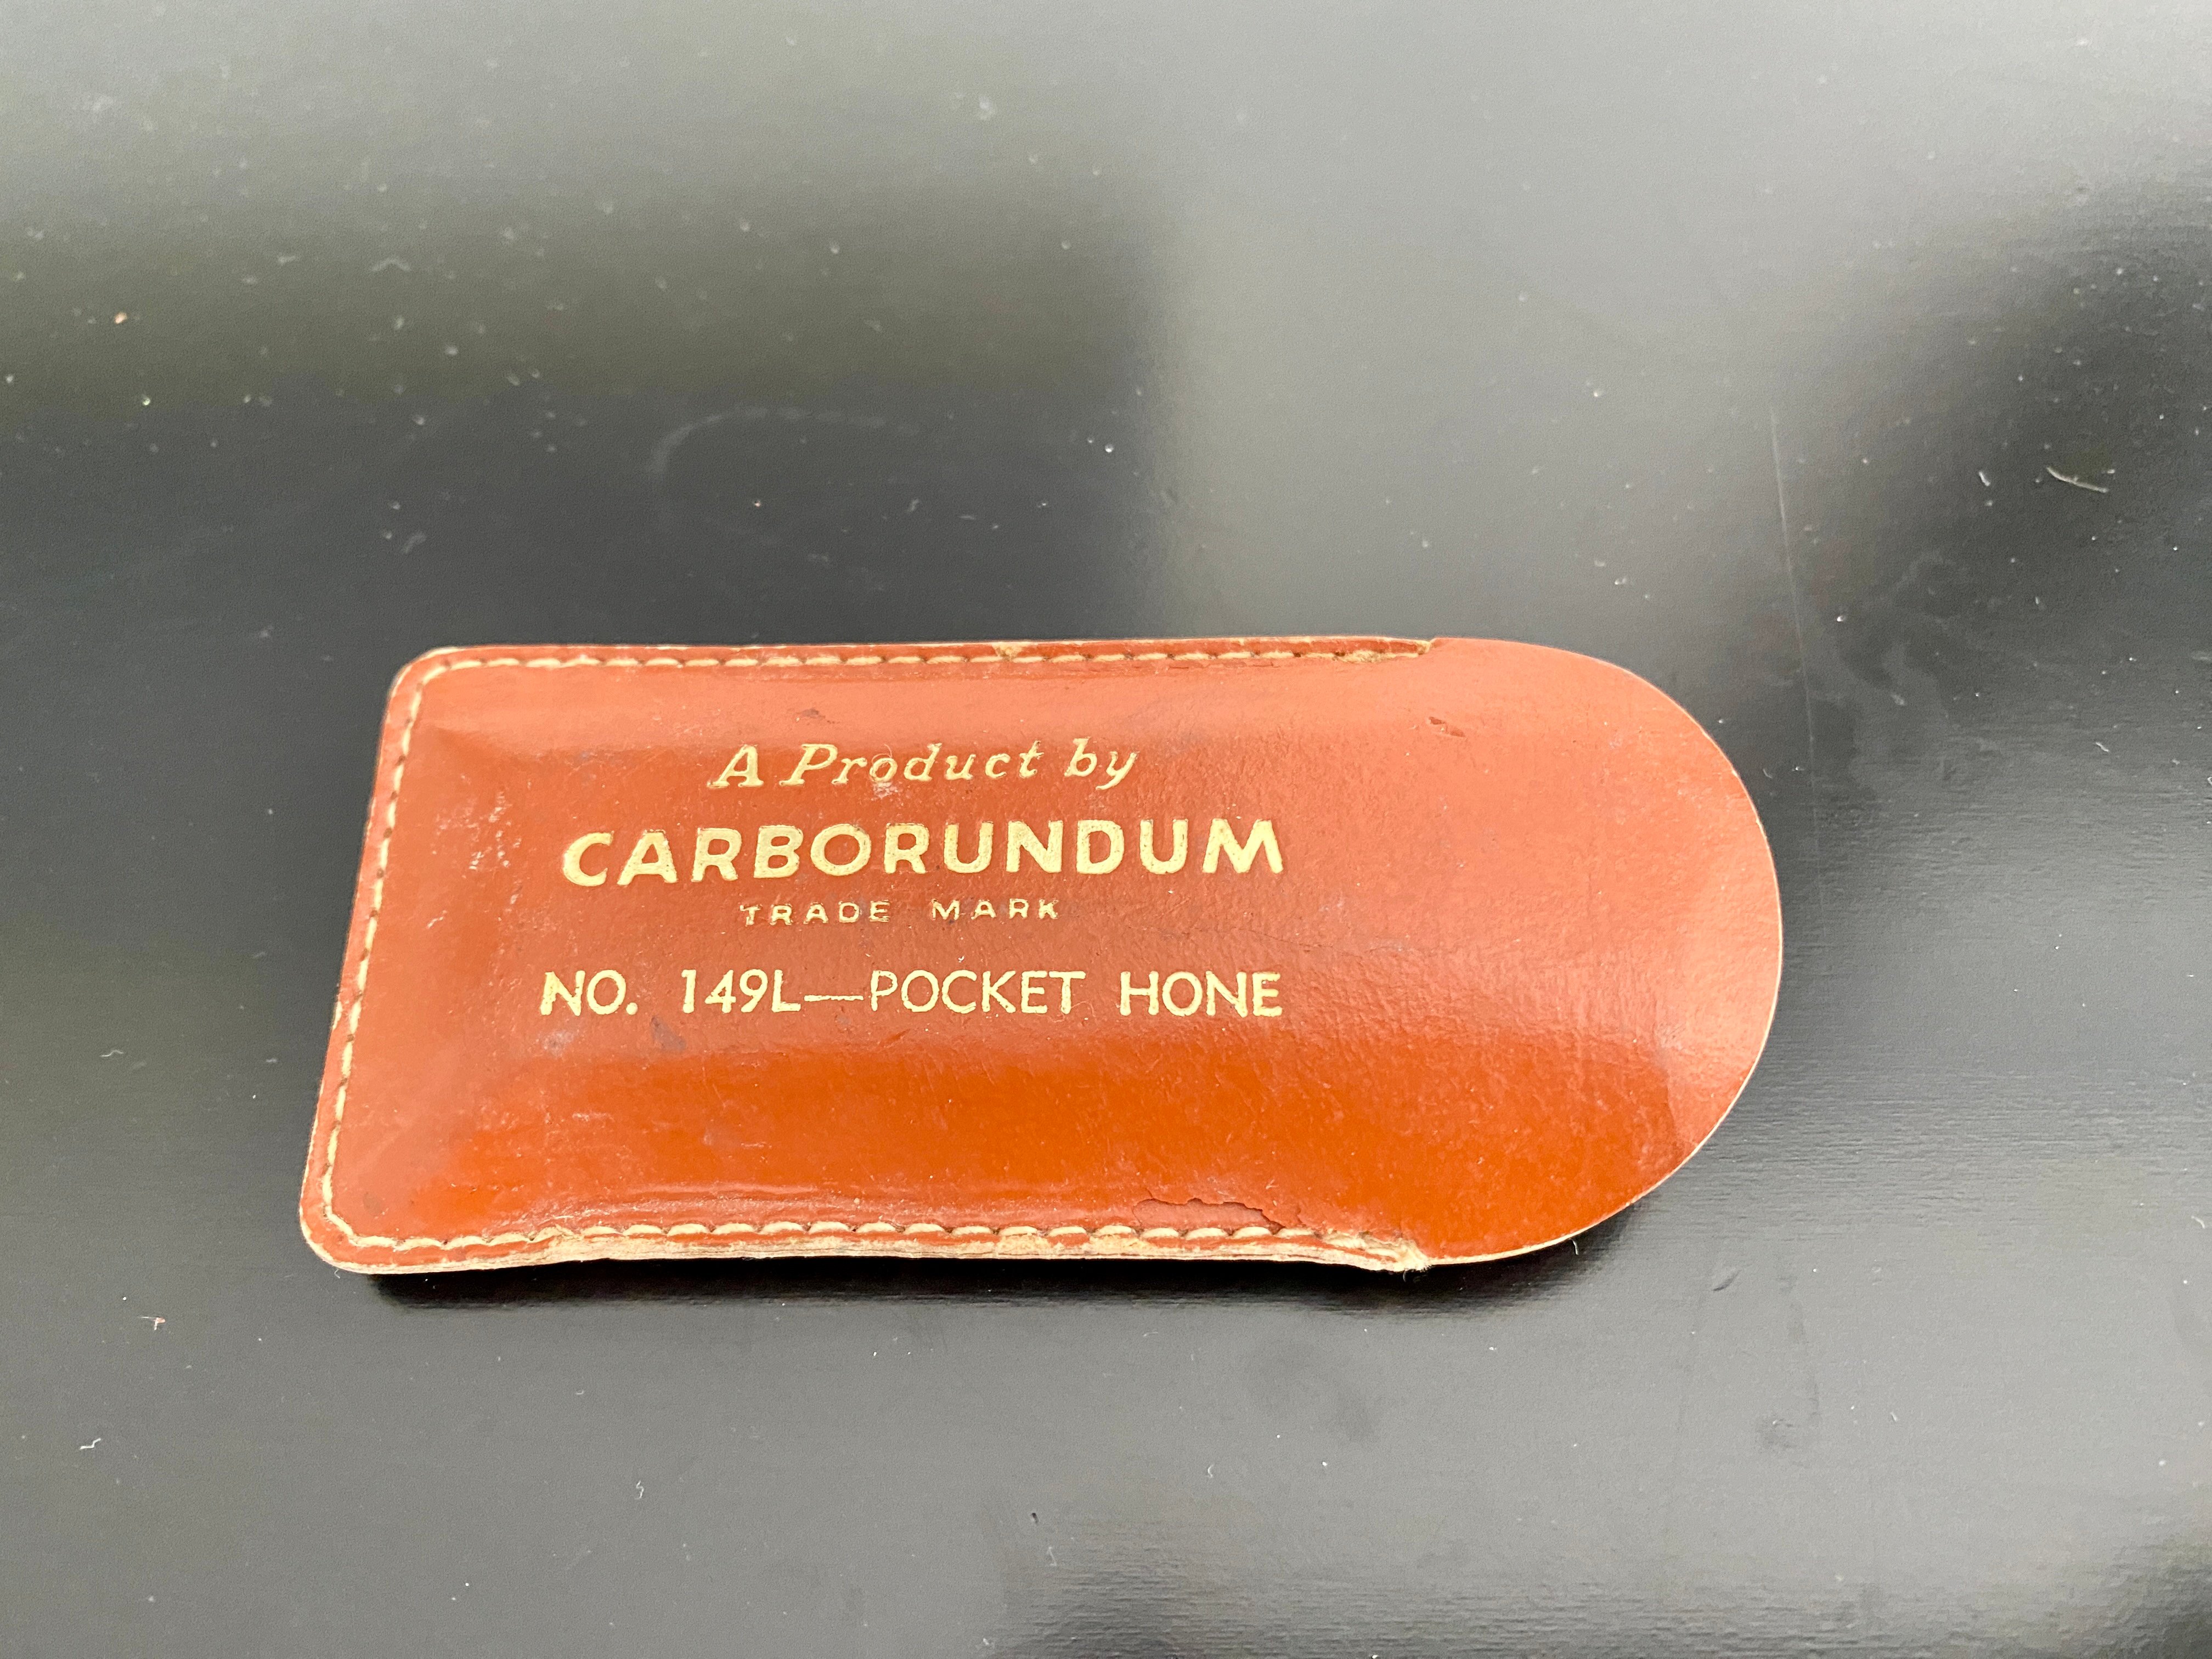 A Product by
CARBORUNDUM
TRADE MARK
NO. 149L—POCKET HONE